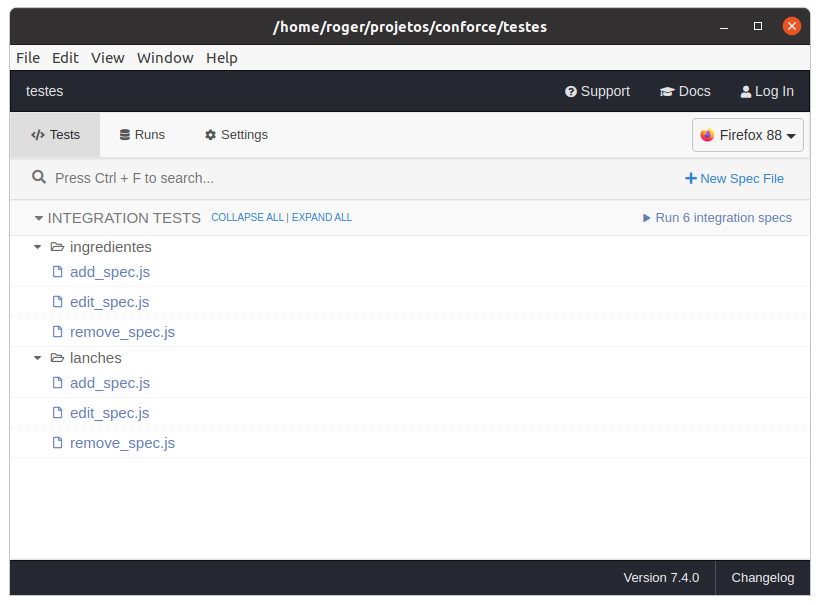 /home/roger/projetos/conforce/testes
File Edit View Window Help
testes Support Docs Log In
Tests Runs Settings Firefox 88
Press Ctrl + F to search... New Spec File
INTEGRATION TESTS COLLAPSE ALL | EXPAND ALL Run 6 integration specs
ingredientes
add_spec.js
edit_spec.js
remove_spec.js
lanches
add_spec.js
edit_spec.js
remove_spec.js
Version 7.4.0 Changelog